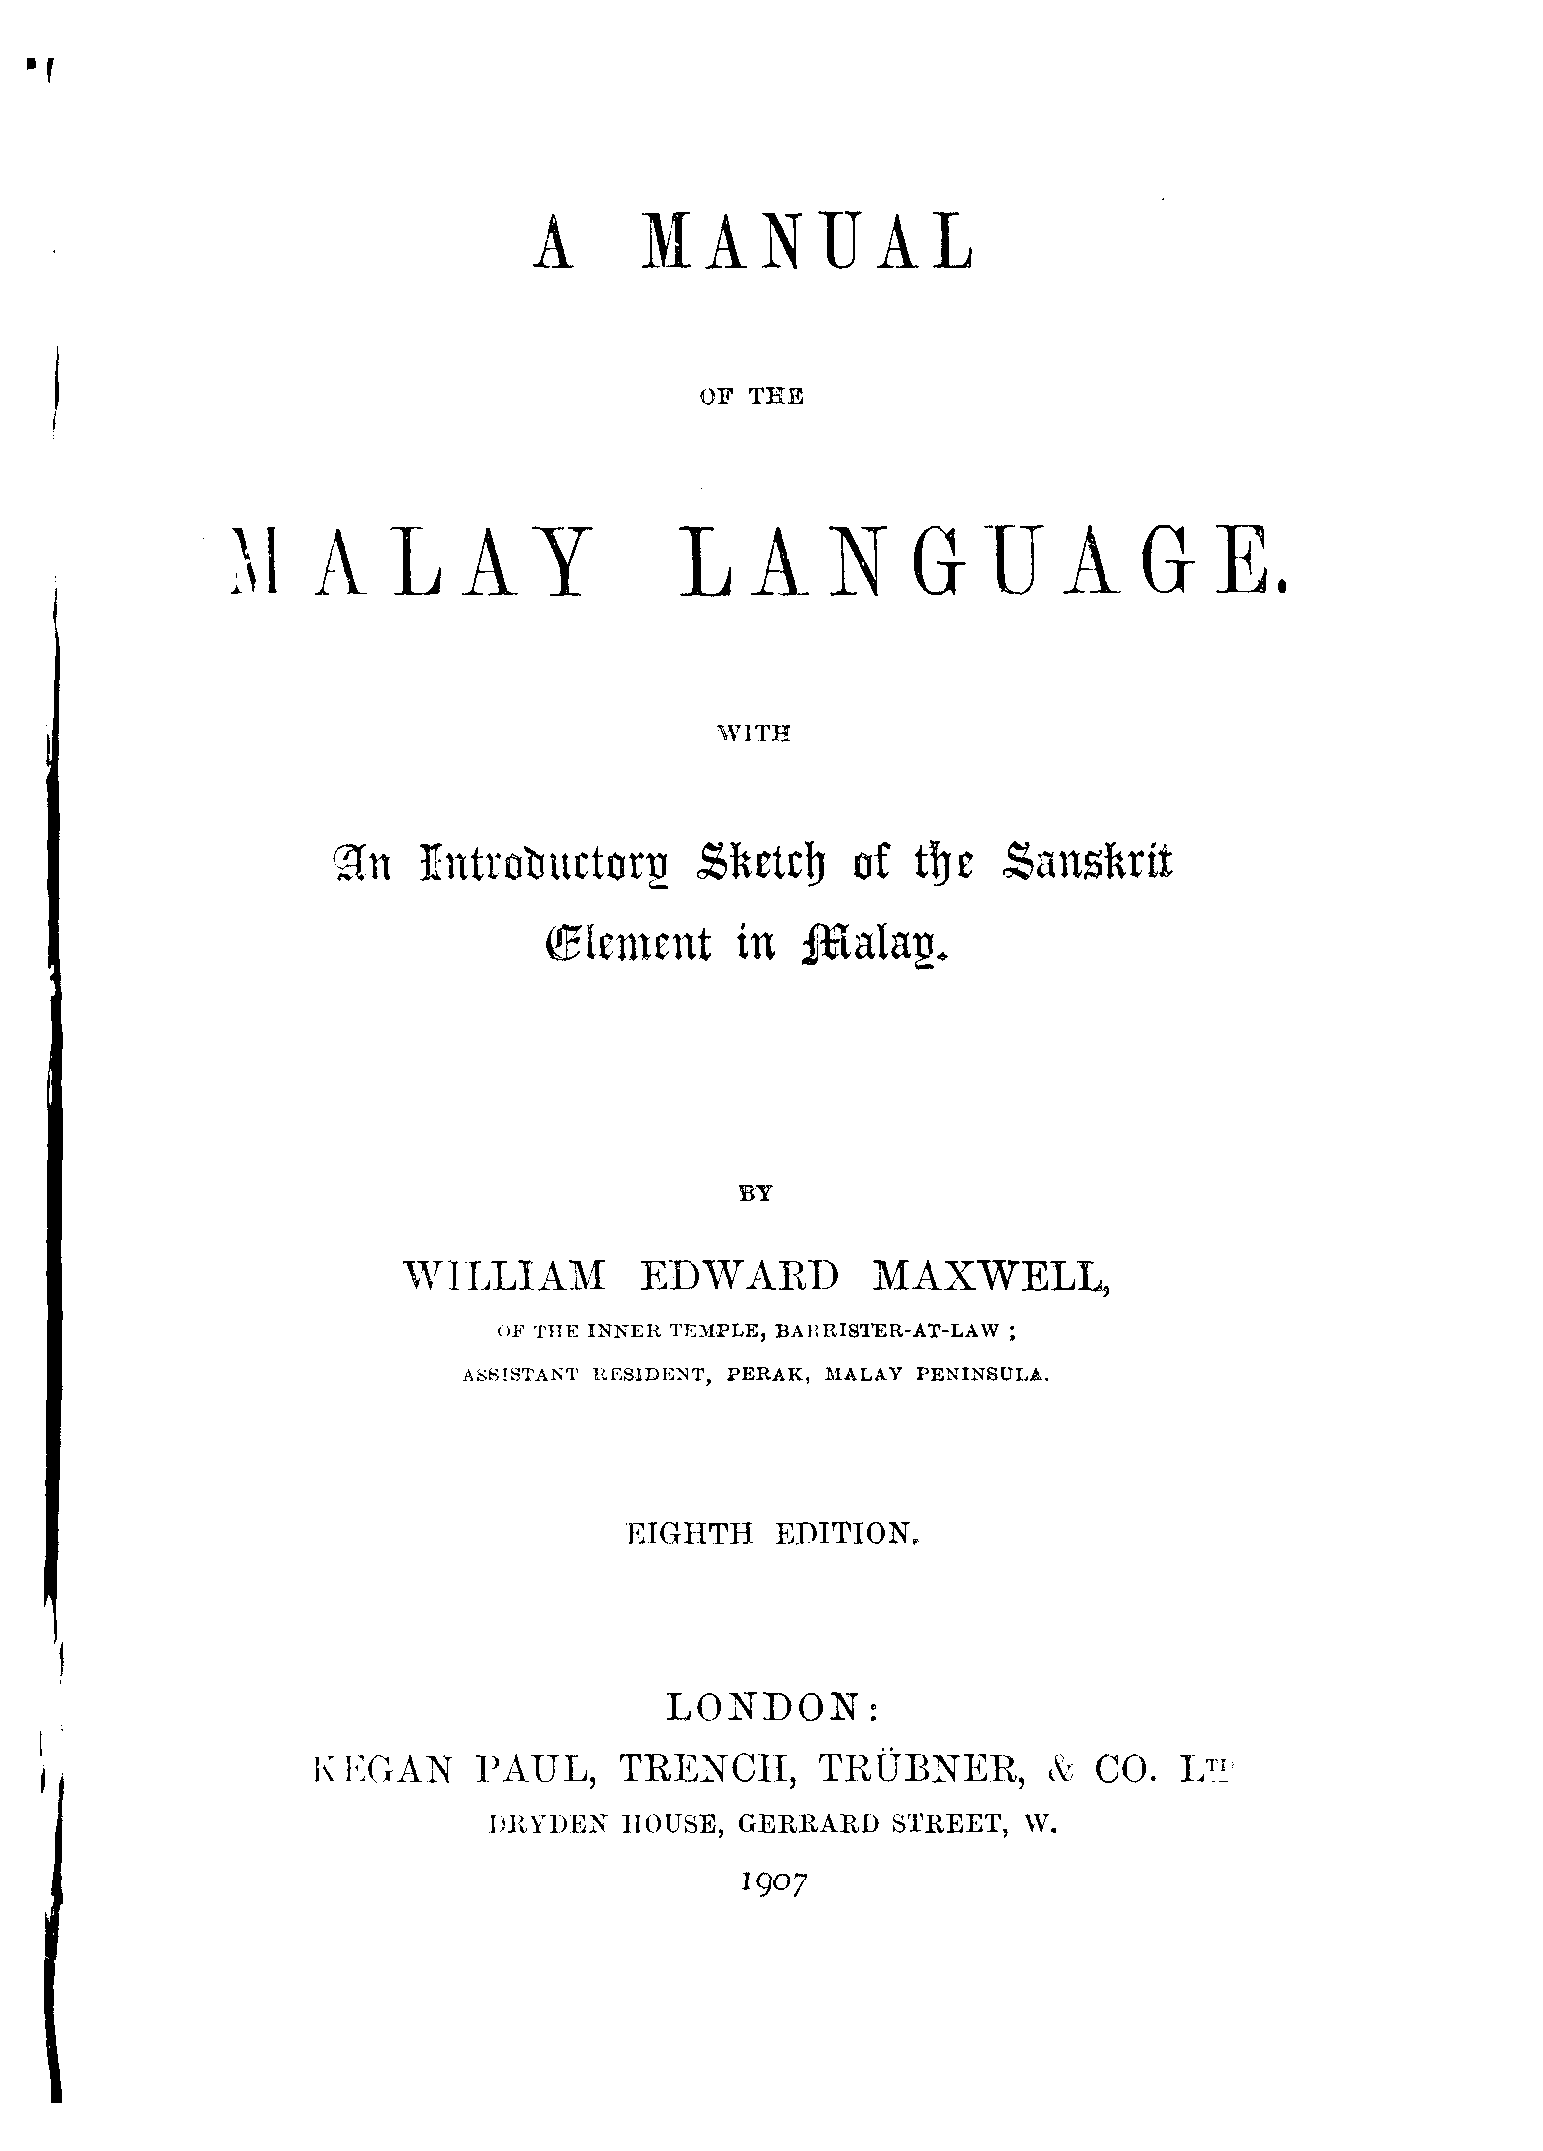 A MANUAL
OF THE
MALAY LANGUAGE.
WITH
An Introductory Sketch of the Sanskrit
Element in Malay.
BY
WILLIAM EDWARD MAXWELL,
OF THE INNER TEMPLE, BARRISTER-AT-LAW ;
ASSISTANT RESIDENT, PERAK, MALAY PENINSULA.
EIGHTH EDITION.
LONDON:
KEGAN PAUL, TRENCH, TRÜBNER, & CO. LTD
DRYDEN HOUSE, GERRARD STREET, W.
1907